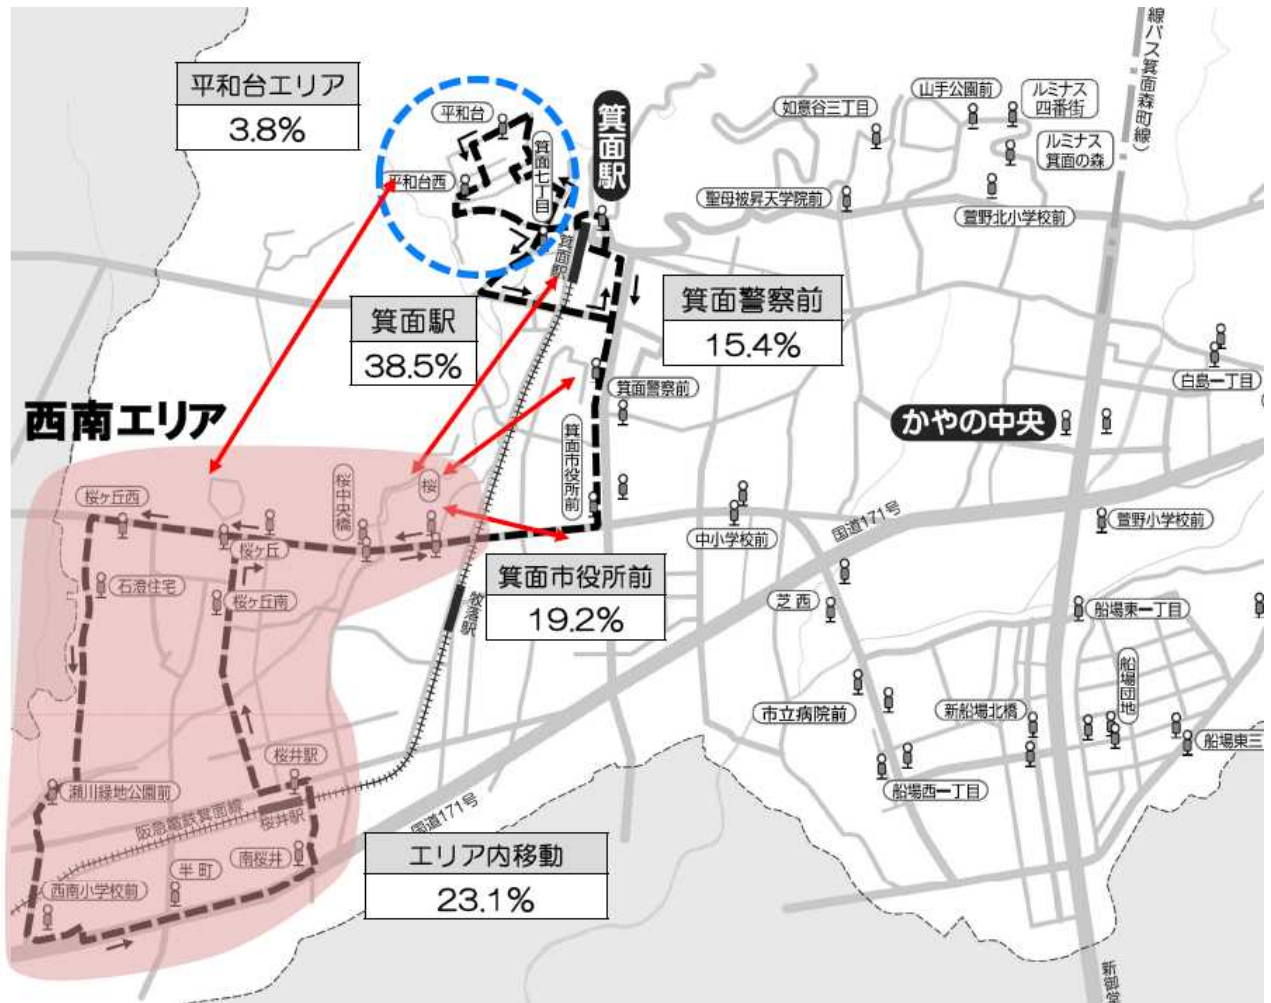 線バス箕面森町線)
平和台エリア
3.8%
平和台
箕面七丁目
平和台西
箕面駅
箕面駅
如意谷三丁目
山手公園前
ルミナス
四番街
ルミナス
箕面の森
聖母被昇天学院前
萱野北小学校前
箕面駅
38.5%
箕面警察前
15.4%
箕面警察前
白島一丁目
西南エリア
かやの中央
箕面市役所前
桜ヶ丘西
桜中央橋
桜
桜ヶ丘
石澄住宅
桜ヶ丘南
牧落駅
箕面市役所前
19.2%
中小学校前
国道171号
萱野小学校前
芝西
船場東一丁目
市立病院前
新船場北橋
船場団地
船場東三
船場西一丁目
桜井駅
瀬川緑地公園前
阪急電鉄箕面線
桜井駅
国道171号
南桜井
半町
西南小学校前
エリア内移動
23.1%
新御堂